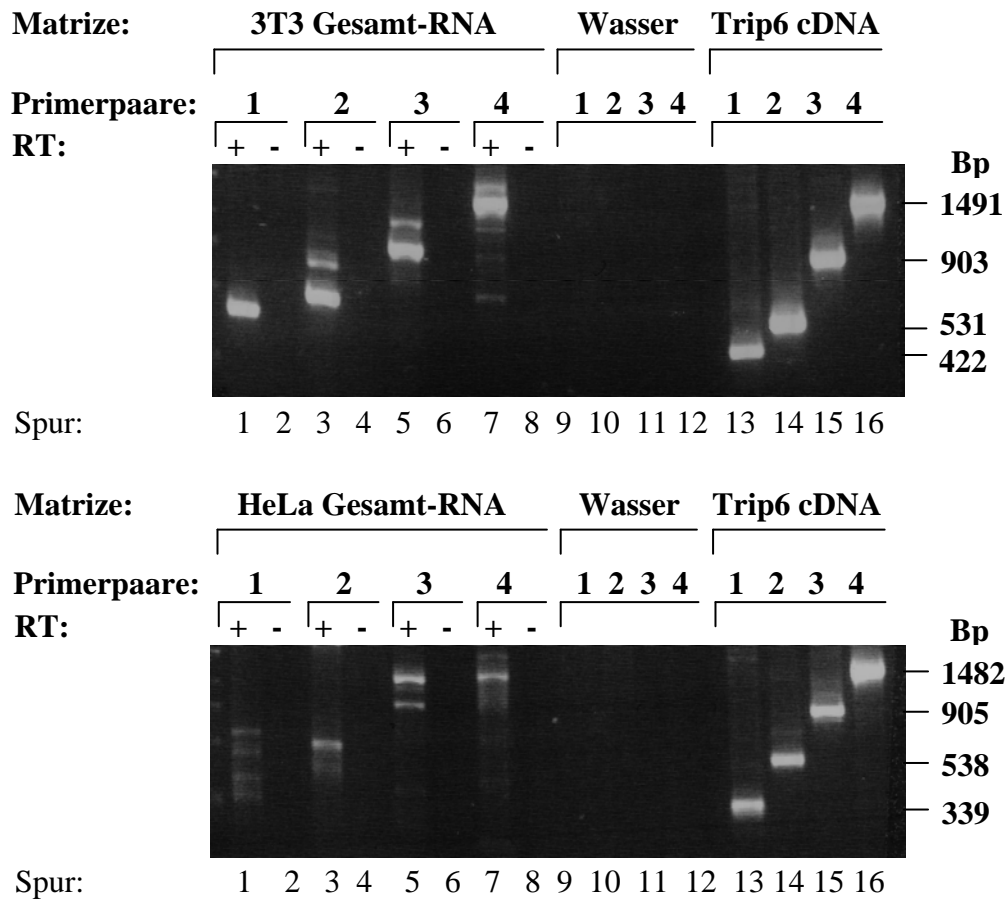 Matrize: 3T3 Gesamt-RNA Wasser Trip6 cDNA
Primerpaare: 1 2 3 4 1 2 3 4 1 2 3 4
RT: + - + - + - + -
Bp
1491
903
531
422
Spur: 1 2 3 4 5 6 7 8 9 10 11 12 13 14 15 16
Matrize: HeLa Gesamt-RNA Wasser Trip6 cDNA
Primerpaare: 1 2 3 4 1 2 3 4 1 2 3 4
RT: + - + - + - + -
Bp
1482
905
538
339
Spur: 1 2 3 4 5 6 7 8 9 10 11 12 13 14 15 16